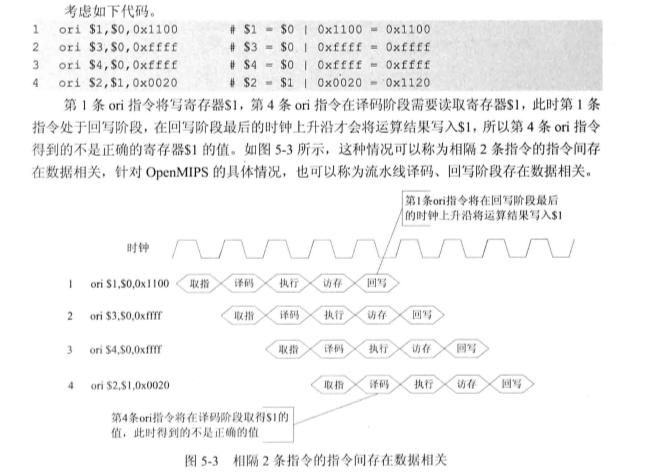 考虑如下代码。
1 ori $1,$0,0x1100 # $1 = $0 | 0x1100 = 0x1100
2 ori $3,$0,0xffff # $3 = $0 | 0xffff = 0xffff
3 ori $4,$0,0xffff # $4 = $0 | 0xffff = 0xffff
4 ori $2,$1,0x0020 # $2 = $1 | 0x0020 = 0x1120
第 1 条 ori 指令将写寄存器$1，第 4 条 ori 指令在译码阶段需要读取寄存器$1，此时第 1 条
指令处于回写阶段，在回写阶段最后的时钟上升沿才会将运算结果写入$1，所以第 4 条 ori 指令
得到的不是正确的寄存器$1 的值。如图 5-3 所示，这种情况可以称为相隔 2 条指令的指令间存
在数据相关，针对 OpenMIPS 的具体情况，也可以称为流水线译码、回写阶段存在数据相关。
第1条ori指令将在回写阶段最后
的时钟上升沿将运算结果写入$1
时钟
1 ori $1,$0,0x1100 取指 译码 执行 访存 回写
2 ori $3,$0,0xffff 取指 译码 执行 访存 回写
3 ori $4,$0,0xffff 取指 译码 执行 访存 回写
4 ori $2,$1,0x0020 取指 译码 执行 访存 回写
第4条ori指令将在译码阶段取得$1的
值，此时得到的不是正确的值
图 5-3 相隔 2 条指令的指令间存在数据相关